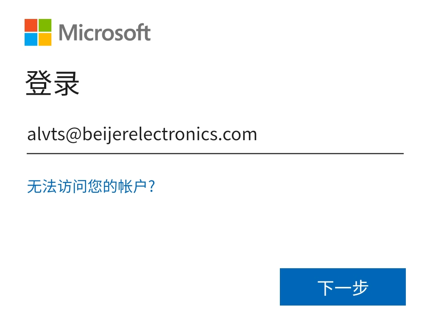 Microsoft
登录
alvts@beijerelectronics.com
无法访问您的帐户?
下一步